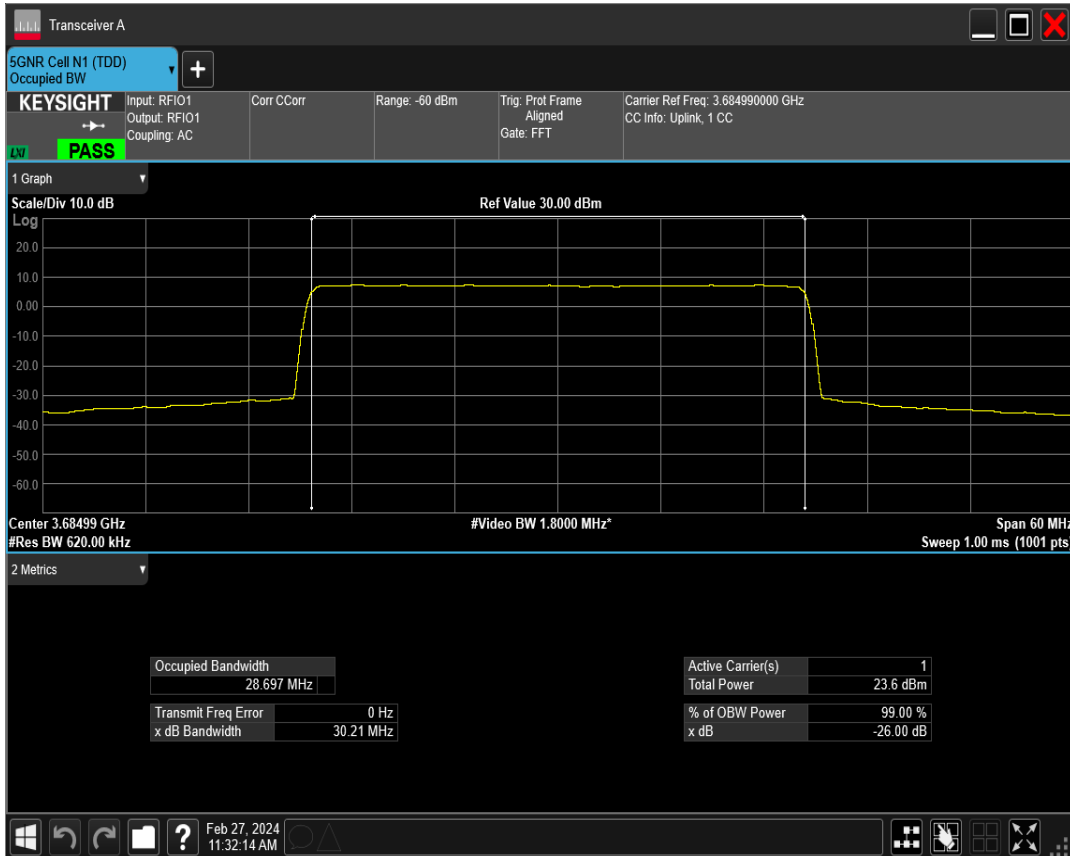 Transceiver A
5GNR Cell N1 (TDD)
Occupied BW
+
KEYSIGHT
LXI
PASS
Input: RFIO1
Output: RFIO1
Coupling: AC
Corr CCorr
Range: -60 dBm
Trig: Prot Frame
Aligned
Gate: FFT
Carrier Ref Freq: 3.684990000 GHz
CC Info: Uplink, 1 CC
1 Graph
Scale/Div 10.0 dB
Ref Value 30.00 dBm
Log
20.0
10.0
0.00
-10.0
-20.0
-30.0
-40.0
-50.0
-60.0
Center 3.68499 GHz
#Video BW 1.8000 MHz*
Span 60 MHz
#Res BW 620.00 kHz
Sweep 1.00 ms (1001 pts)
2 Metrics
Occupied Bandwidth
28.697 MHz
Transmit Freq Error 0 Hz
x dB Bandwidth 30.21 MHz
Active Carrier(s) 1
Total Power 23.6 dBm
% of OBW Power 99.00 %
x dB -26.00 dB
?
Feb 27, 2024
11:32:14 AM